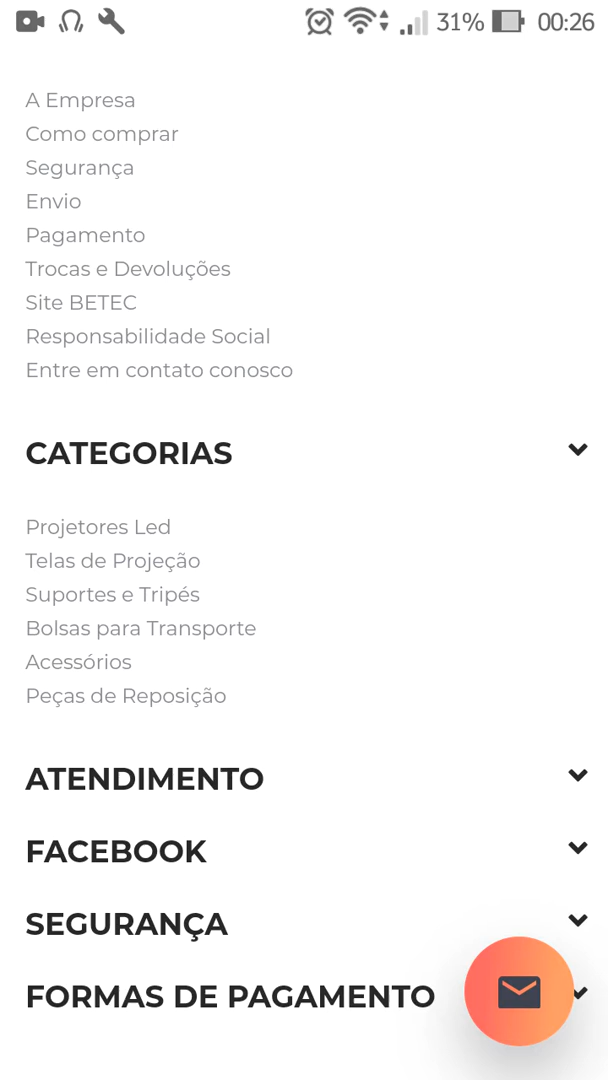 31% 00:26
A Empresa
Como comprar
Segurança
Envio
Pagamento
Trocas e Devoluções
Site BETEC
Responsabilidade Social
Entre em contato conosco
CATEGORIAS
Projetores Led
Telas de Projeção
Suportes e Tripés
Bolsas para Transporte
Acessórios
Peças de Reposição
ATENDIMENTO
FACEBOOK
SEGURANÇA
FORMAS DE PAGAMENTO